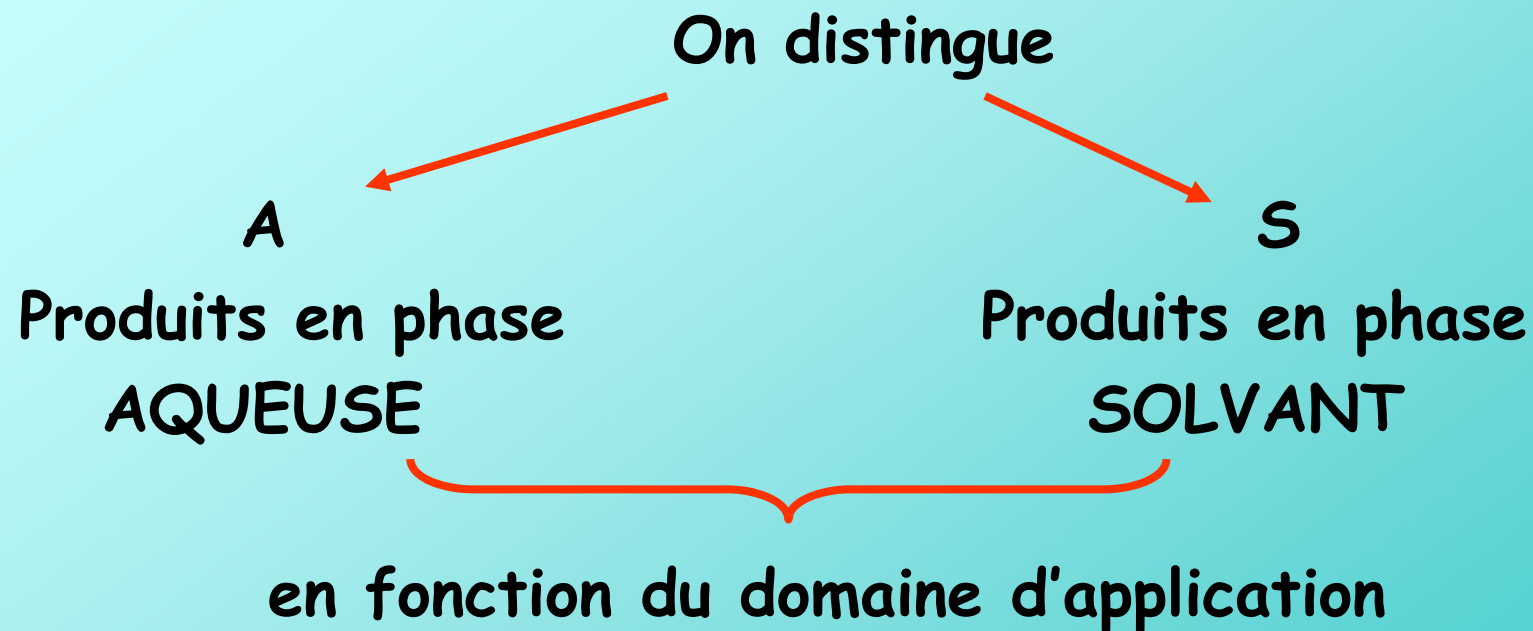 On distingue
A
Produits en phase
AQUEUSE
S
Produits en phase
SOLVANT
en fonction du domaine d'application